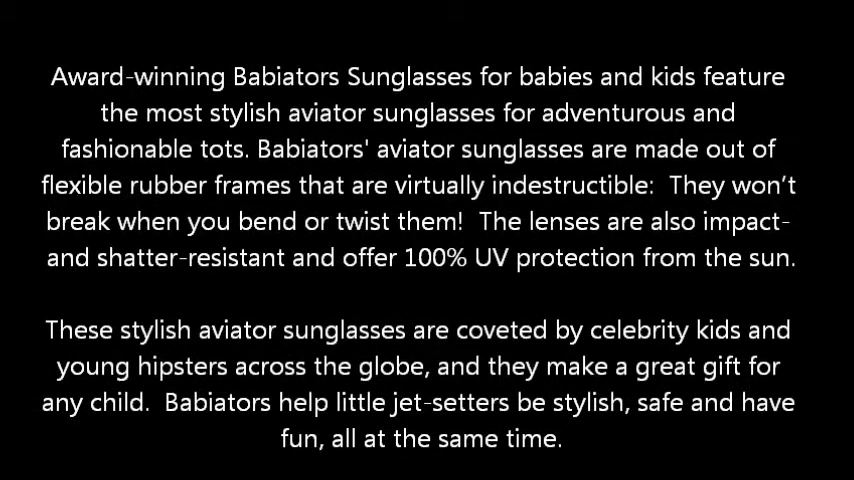 Award-winning Babiators Sunglasses for babies and kids feature
the most stylish aviator sunglasses for adventurous and
fashionable tots. Babiators' aviator sunglasses are made out of
flexible rubber frames that are virtually indestructible:  They won’t
break when you bend or twist them!  The lenses are also impact-
and shatter-resistant and offer 100% UV protection from the sun.
These stylish aviator sunglasses are coveted by celebrity kids and
young hipsters across the globe, and they make a great gift for
any child.  Babiators help little jet-setters be stylish, safe and have
fun, all at the same time.